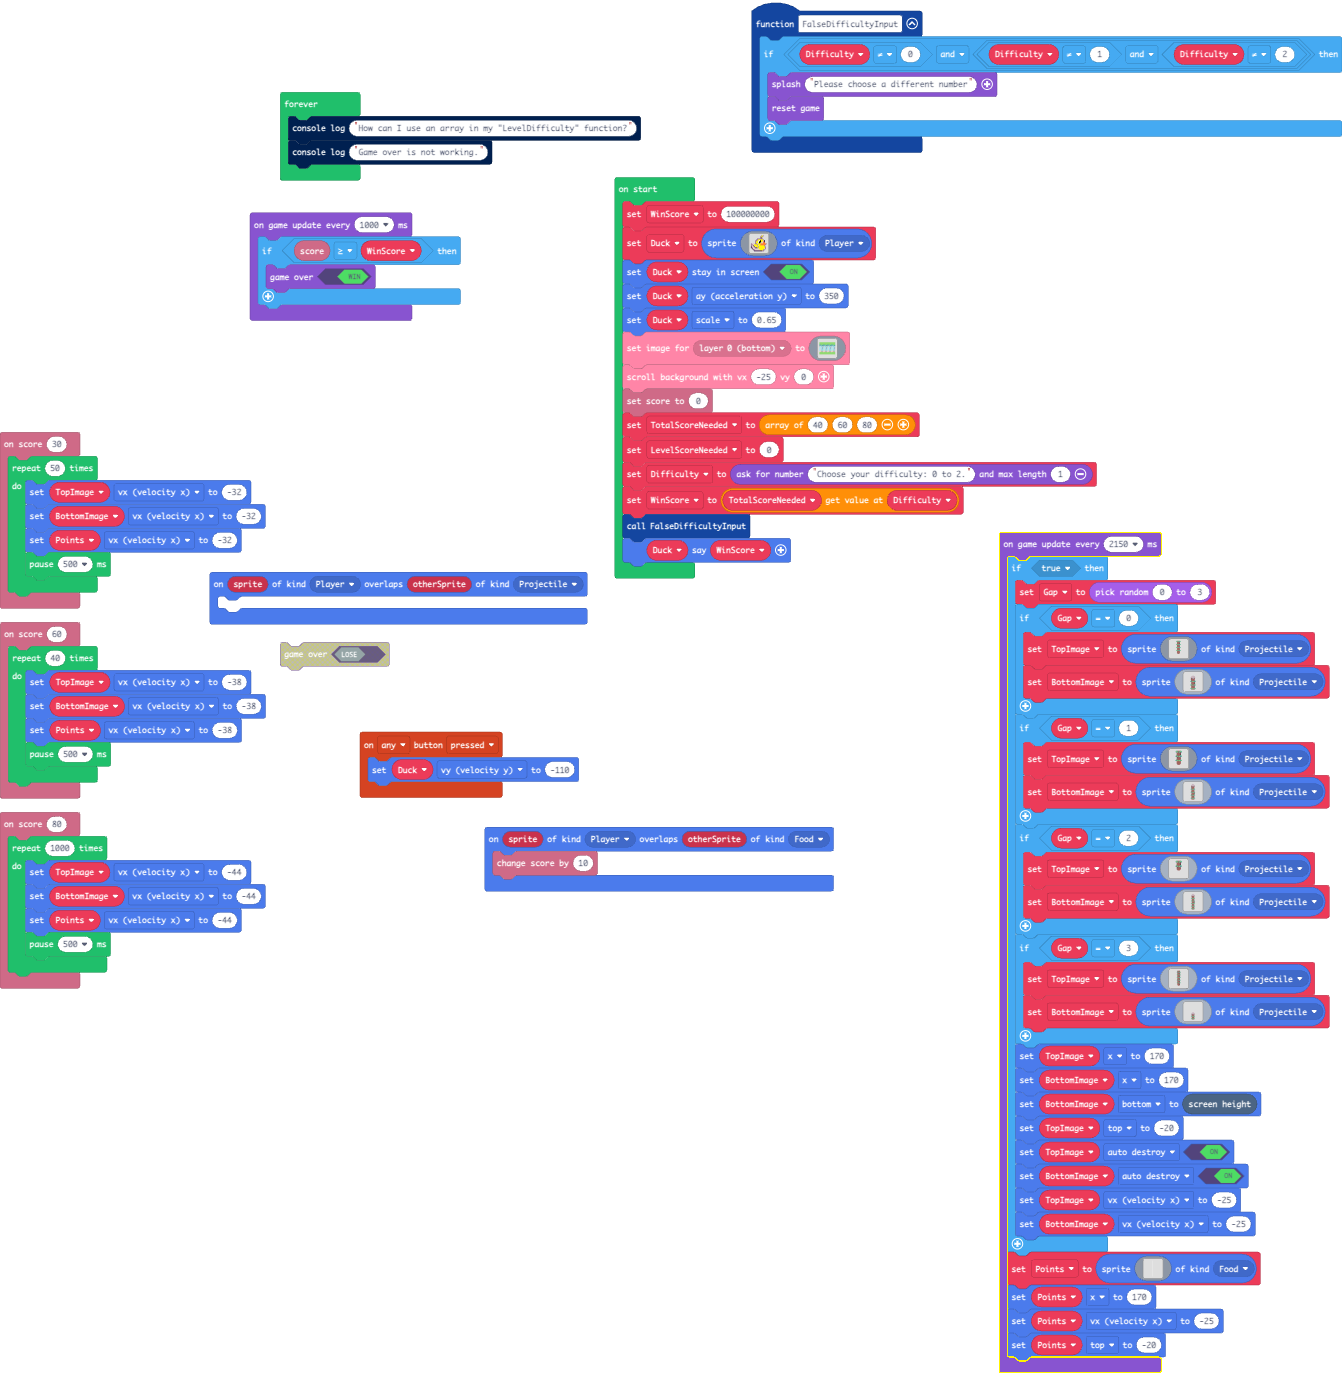 function FalseDifficultyInput
if Difficulty ≠ 0 and Difficulty ≠ 1 and Difficulty ≠ 2 then
splash "Please choose a different number"
reset game
forever
console log "How can I use an array in my "LevelDifficulty" function?"
console log "Game over is not working."
on game update every 1000 ms
if score ≥ WinScore then
game over WIN
on start
set WinScore to 100000000
set Duck to sprite of kind Player
set Duck stay in screen ON
set Duck ay (acceleration y) to 350
set Duck scale to 0.65
set image for layer 0 (bottom) to
scroll background with vx -25 vy 0
set score to 0
set TotalScoreNeeded to array of 40 60 80
set LevelScoreNeeded to 0
set Difficulty to ask for number "Choose your difficulty: 0 to 2." and max length 1
set WinScore to TotalScoreNeeded get value at Difficulty
call FalseDifficultyInput
Duck say WinScore
on score 30
repeat 50 times
do set TopImage vx (velocity x) to -32
set BottomImage vx (velocity x) to -32
set Points vx (velocity x) to -32
pause 500 ms
on score 60
repeat 40 times
do set TopImage vx (velocity x) to -38
set BottomImage vx (velocity x) to -38
set Points vx (velocity x) to -38
pause 500 ms
on score 80
repeat 1000 times
do set TopImage vx (velocity x) to -44
set BottomImage vx (velocity x) to -44
set Points vx (velocity x) to -44
pause 500 ms
on sprite of kind Player overlaps otherSprite of kind Projectile
game over LOSE
on any button pressed
set Duck vy (velocity y) to -110
on sprite of kind Player overlaps otherSprite of kind Food
change score by 10
on game update every 2150 ms
if true then
set Gap to pick random 0 to 3
if Gap = 0 then
set TopImage to sprite of kind Projectile
set BottomImage to sprite of kind Projectile
if Gap = 1 then
set TopImage to sprite of kind Projectile
set BottomImage to sprite of kind Projectile
if Gap = 2 then
set TopImage to sprite of kind Projectile
set BottomImage to sprite of kind Projectile
if Gap = 3 then
set TopImage to sprite of kind Projectile
set BottomImage to sprite of kind Projectile
set TopImage x to 170
set BottomImage x to 170
set BottomImage bottom to screen height
set TopImage top to -20
set TopImage auto destroy ON
set BottomImage auto destroy ON
set TopImage vx (velocity x) to -25
set BottomImage vx (velocity x) to -25
set Points to sprite of kind Food
set Points x to 170
set Points vx (velocity x) to -25
set Points top to -20